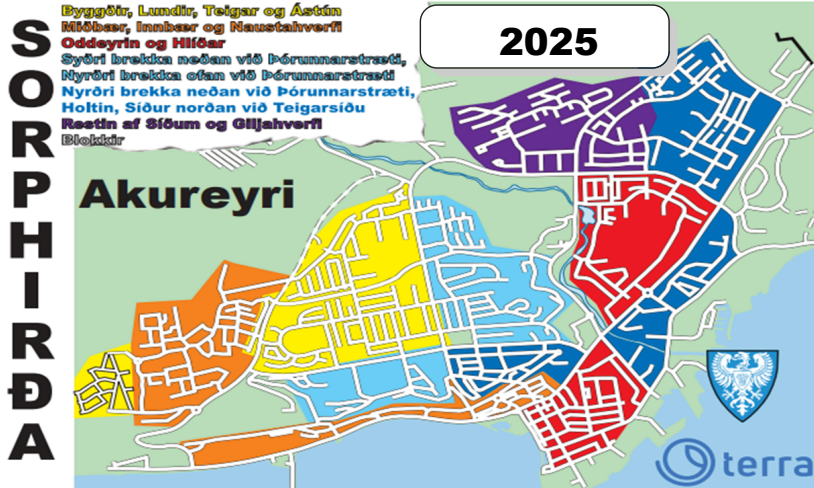 SORPHIRÐA
Byggðir, Lundir, Teigar og Ástún
Miðbær, Innbær og Naustahverfi
Oddeyrin og Hlíðar
Syðri brekka neðan við Þórunnarstræti,
Nyrðri brekka ofan við Þórunnarstræti
Nyrðri brekka neðan við Þórunnarstræti,
Holtin, Síður norðan við Teigarsíðu
Restin af Síðum og Giljahverfi
Blokkir
2025
Akureyri
terra